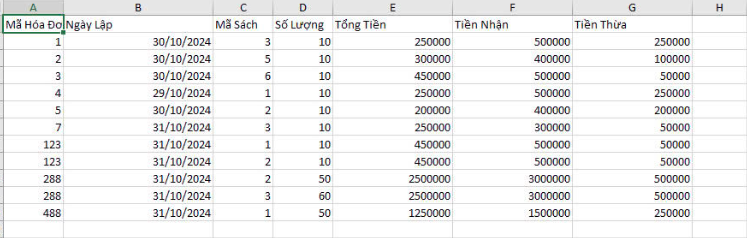 A B C D E F G H
Mã Hóa Đơ Ngày Lập Mã Sách Số Lượng Tổng Tiền Tiền Nhận Tiền Thừa
1 30/10/2024 3 10 250000 500000 250000
2 30/10/2024 5 10 300000 400000 100000
3 30/10/2024 6 10 450000 500000 50000
4 29/10/2024 1 10 250000 500000 250000
5 30/10/2024 2 10 200000 400000 200000
7 31/10/2024 3 10 250000 300000 50000
123 31/10/2024 1 10 450000 500000 50000
123 31/10/2024 2 10 450000 500000 50000
288 31/10/2024 2 50 2500000 3000000 500000
288 31/10/2024 3 60 2500000 3000000 500000
488 31/10/2024 1 50 1250000 1500000 250000